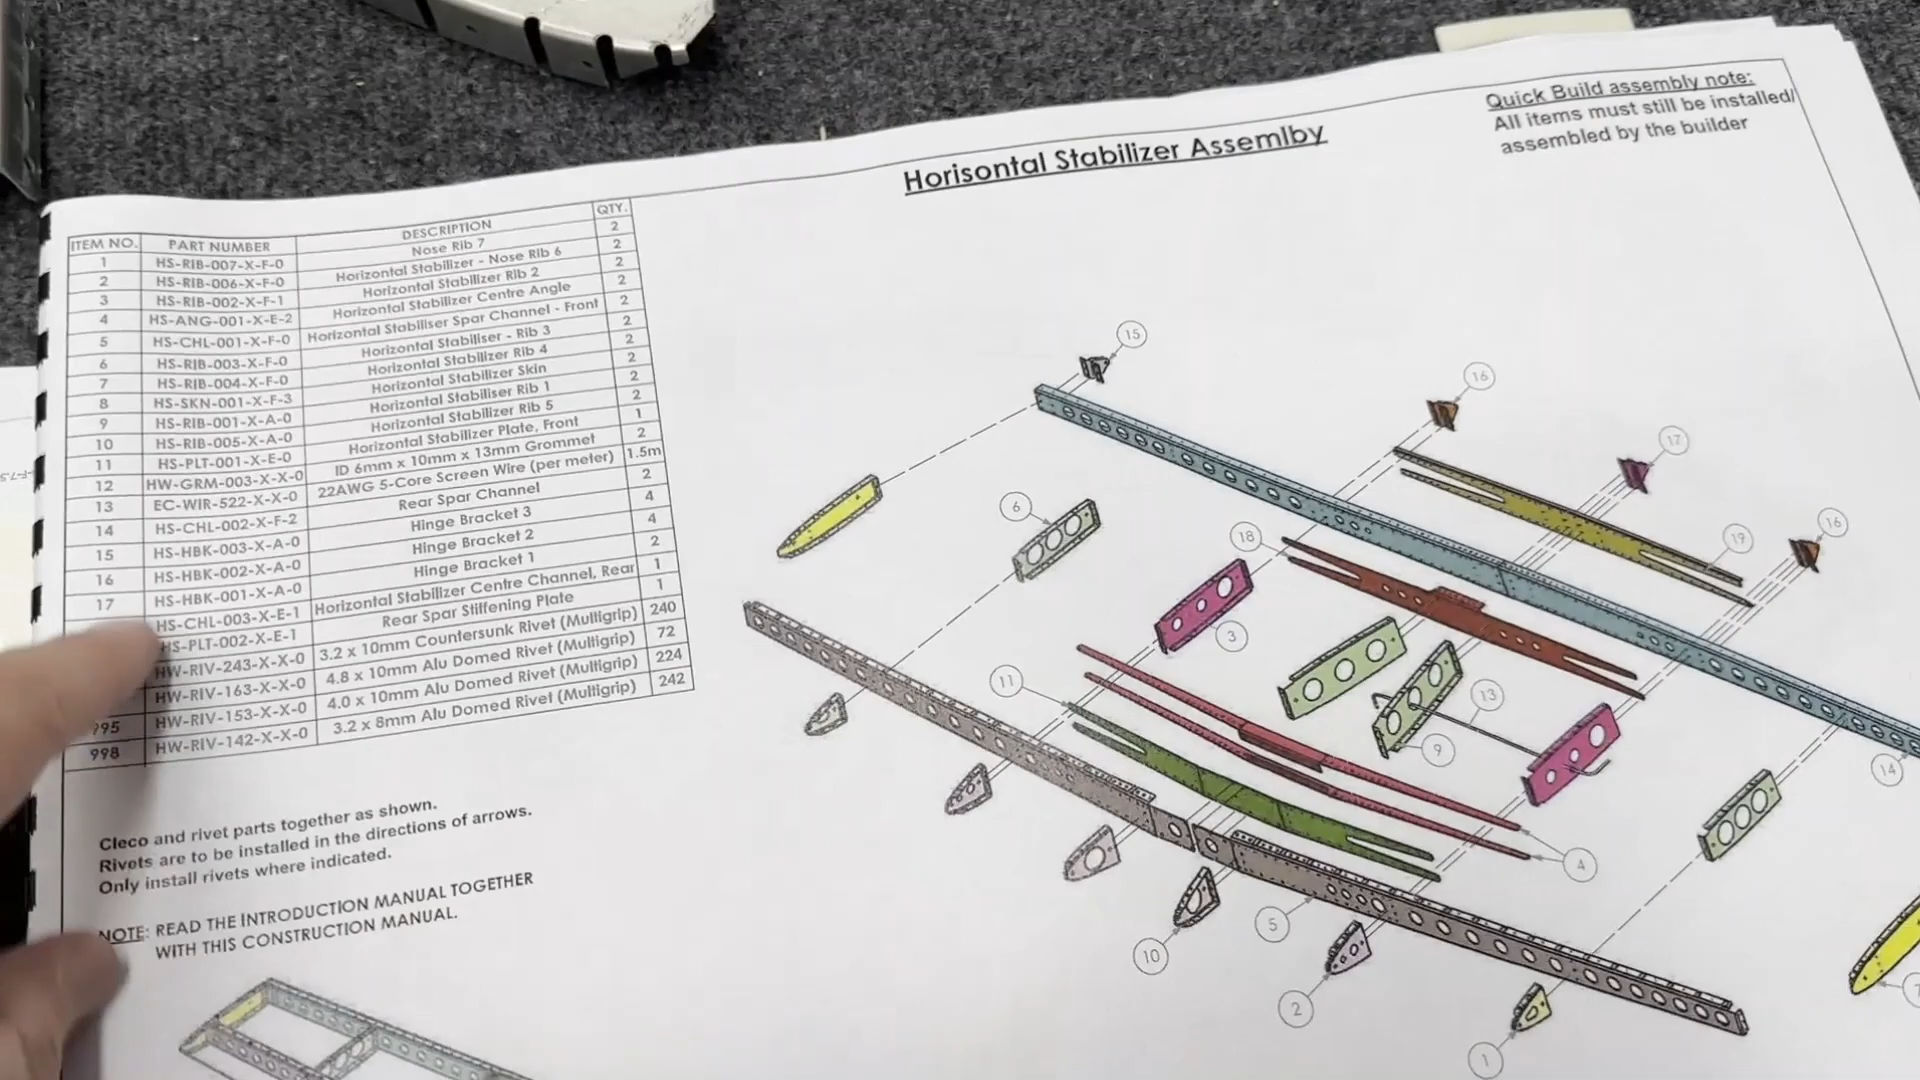 Quick Build assembly note:
All items must still be installed/
assembled by the builder
Horisontal Stabilizer Assemlby
ITEM NO. PART NUMBER DESCRIPTION QTY.
1 HS-RIB-007-X-F-0 Nose Rib 7 2
2 HS-RIB-006-X-F-0 Horizontal Stabilizer - Nose Rib 6 2
3 HS-RIB-002-X-F-1 Horizontal Stabilizer Rib 2 2
4 HS-ANG-001-X-E-2 Horizontal Stabilizer Centre Angle 2
5 HS-CHL-001-X-F-0 Horizontal Stabiliser Spar Channel - Front 2
6 HS-RIB-003-X-F-0 Horizontal Stabiliser - Rib 3 2
7 HS-RIB-004-X-F-0 Horizontal Stabilizer Rib 4 2
8 HS-SKN-001-X-F-3 Horizontal Stabilizer Skin 2
9 HS-RIB-001-X-A-0 Horizontal Stabiliser Rib 1 2
10 HS-RIB-005-X-A-0 Horizontal Stabilizer Rib 5 2
11 HS-PLT-001-X-E-0 Horizontal Stabilizer Plate, Front 1
12 HW-GRM-003-X-X-0 ID 6mm x 10mm x 13mm Grommet 2
13 EC-WIR-522-X-X-0 22AWG 5-Core Screen Wire (per meter) 1.5m
14 HS-CHL-002-X-F-2 Rear Spar Channel 2
15 HS-HBK-003-X-A-0 Hinge Bracket 3 4
16 HS-HBK-002-X-A-0 Hinge Bracket 2 4
17 HS-HBK-001-X-A-0 Hinge Bracket 1 2
HS-CHL-003-X-E-1 Horizontal Stabilizer Centre Channel, Rear 1
HS-PLT-002-X-E-1 Rear Spar Stiffening Plate 1
HW-RIV-243-X-X-0 3.2 x 10mm Countersunk Rivet (Multigrip) 240
HW-RIV-163-X-X-0 4.8 x 10mm Alu Domed Rivet (Multigrip) 72
995 HW-RIV-153-X-X-0 4.0 x 10mm Alu Domed Rivet (Multigrip) 224
998 HW-RIV-142-X-X-0 3.2 x 8mm Alu Domed Rivet (Multigrip) 242
Cleco and rivet parts together as shown.
Rivets are to be installed in the directions of arrows.
Only install rivets where indicated.
NOTE: READ THE INTRODUCTION MANUAL TOGETHER
WITH THIS CONSTRUCTION MANUAL.
15
16
17
16
6
18
19
3
11
13
9
14
4
5
10
2
1